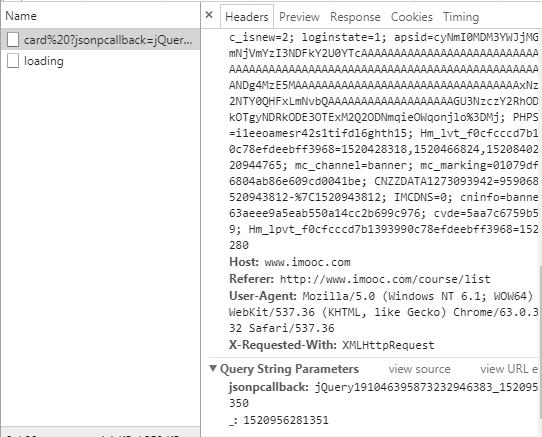 Name
× Headers Preview Response Cookies Timing
card%20?jsonpcallback=jQuer...
loading
c_isnew=2; loginstate=1; apsid=cyNmI0MDM3YWJjMG
mNjVmYzI3NDFkY2U0YTcAAAAAAAAAAAAAAAAAAAAAAAAAAA
AAAAAAAAAAAAAAAAAAAAAAAAAAAAAAAAAAAAAAAAAAAAAA
ANDg4MzE5MAAAAAAAAAAAAAAAAAAAAAAAAAAAAAAAAxNz
2NTY0QHFxLmNvbQAAAAAAAAAAAAAAAAAAAAAGU3NzczY2RhOD
kOTgyNDRkODE3OTExM2Q2ODNmqieOWqonjlo%3DMj; PHPS
=i1eeoamesr42s1tifdl6ghth15; Hm_lvt_f0cfcccd7b1
0c78efdeebff3968=1520428318,1520466824,15208402
20944765; mc_channel=banner; mc_marking=01079df
6804ab86e609cd0041be; CNZZDATA1273093942=959068
520943812-%7C1520943812; IMCDNS=0; cninfo=banne
63aeee9a5eab550a14cc2b699c976; cvde=5aa7c6759b5
9; Hm_lpvt_f0cfcccd7b1393990c78efdeebff3968=152
280
Host: www.imooc.com
Referer: http://www.imooc.com/course/list
User-Agent: Mozilla/5.0 (Windows NT 6.1; WOW64)
WebKit/537.36 (KHTML, like Gecko) Chrome/63.0.3
32 Safari/537.36
X-Requested-With: XMLHttpRequest
▼ Query String Parameters view source view URL e
jsonpcallback: jQuery191046395873232946383_152095
350
_: 1520956281351